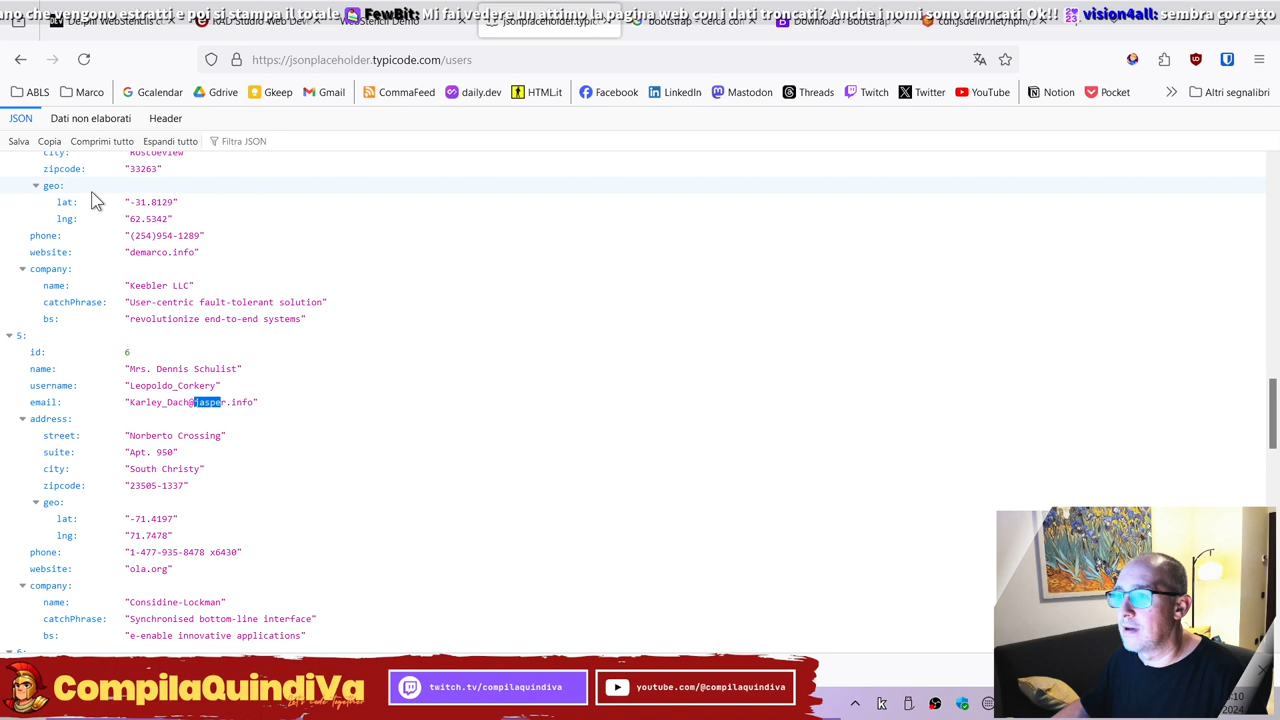 no che vengono estratti e poi si stampa il totale FewBit: Mi fai vedere un attimo la pagina web con i dati troncati? Anche i nomi sono troncati Ok!! vision4all: sembra corretto
https://jsonplaceholder.typicode.com/users
ABLS Marco Gcalendar Gdrive Gkeep Gmail CommaFeed daily.dev HTML.it Facebook LinkedIn Mastodon Threads Twitch Twitter YouTube Notion Pocket Altri segnalibri
JSON Dati non elaborati Header
Salva Copia Comprimi tutto Espandi tutto Filtra JSON
city: "Roscoeview"
zipcode: "33263"
geo:
lat: "-31.8129"
lng: "62.5342"
phone: "(254)954-1289"
website: "demarco.info"
company:
name: "Keebler LLC"
catchPhrase: "User-centric fault-tolerant solution"
bs: "revolutionize end-to-end systems"
5:
id: 6
name: "Mrs. Dennis Schulist"
username: "Leopoldo_Corkery"
email: "Karley_Dach@jasper.info"
address:
street: "Norberto Crossing"
suite: "Apt. 950"
city: "South Christy"
zipcode: "23505-1337"
geo:
lat: "-71.4197"
lng: "71.7478"
phone: "1-477-935-8478 x6430"
website: "ola.org"
company:
name: "Considine-Lockman"
catchPhrase: "Synchronised bottom-line interface"
bs: "e-enable innovative applications"
CompilaQuindiVa
Let's Code Together
twitch.tv/compilaquindiva
youtube.com/@compilaquindiva